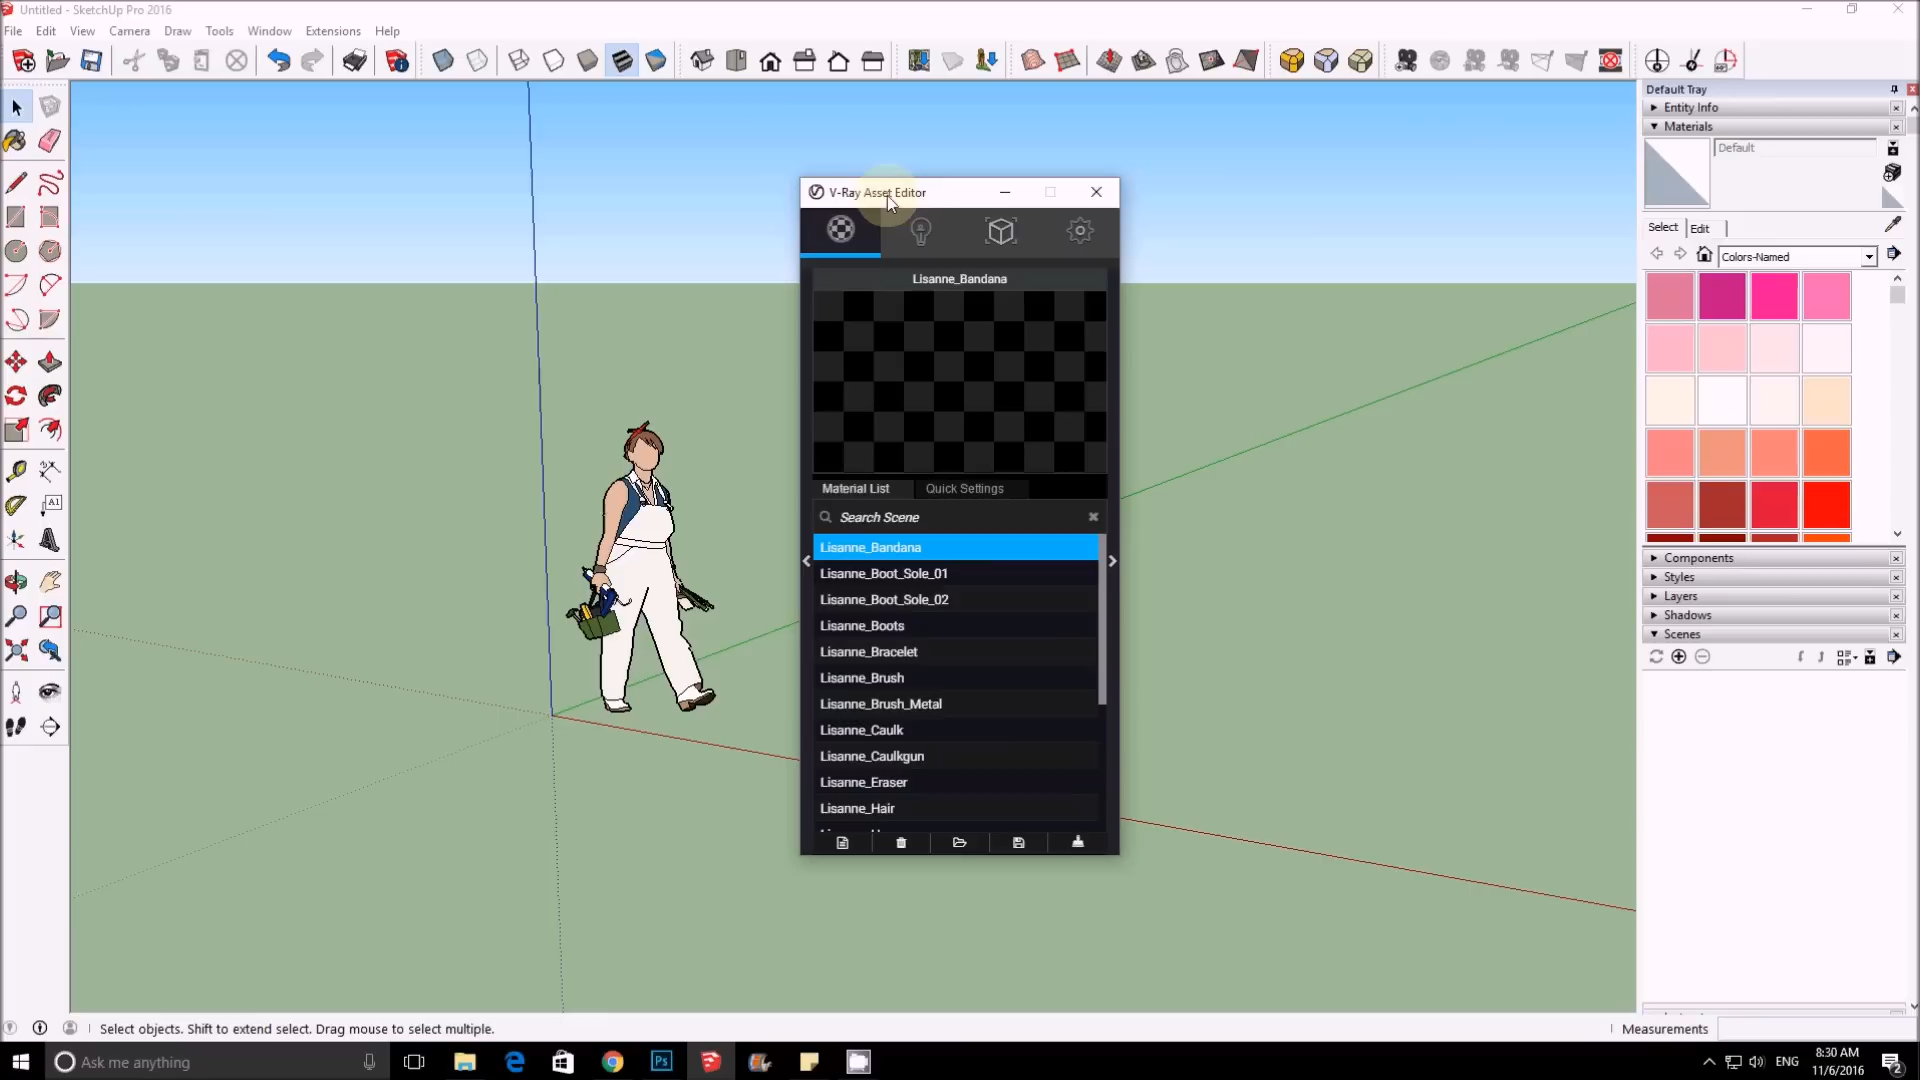 Untitled - SketchUp Pro 2016
File Edit View Camera Draw Tools Window Extensions Help
Default Tray
Entity Info
Materials
Default
Select Edit
Colors-Named
Components
Styles
Layers
Shadows
Scenes
A1
V-Ray Asset Editor
Lisanne_Bandana
Material List Quick Settings
Search Scene
Lisanne_Bandana
Lisanne_Boot_Sole_01
Lisanne_Boot_Sole_02
Lisanne_Boots
Lisanne_Bracelet
Lisanne_Brush
Lisanne_Brush_Metal
Lisanne_Caulk
Lisanne_Caulkgun
Lisanne_Eraser
Lisanne_Hair
Select objects. Shift to extend select. Drag mouse to select multiple.
Measurements
Ask me anything
Ps
ENG
8:30 AM
11/6/2016
2